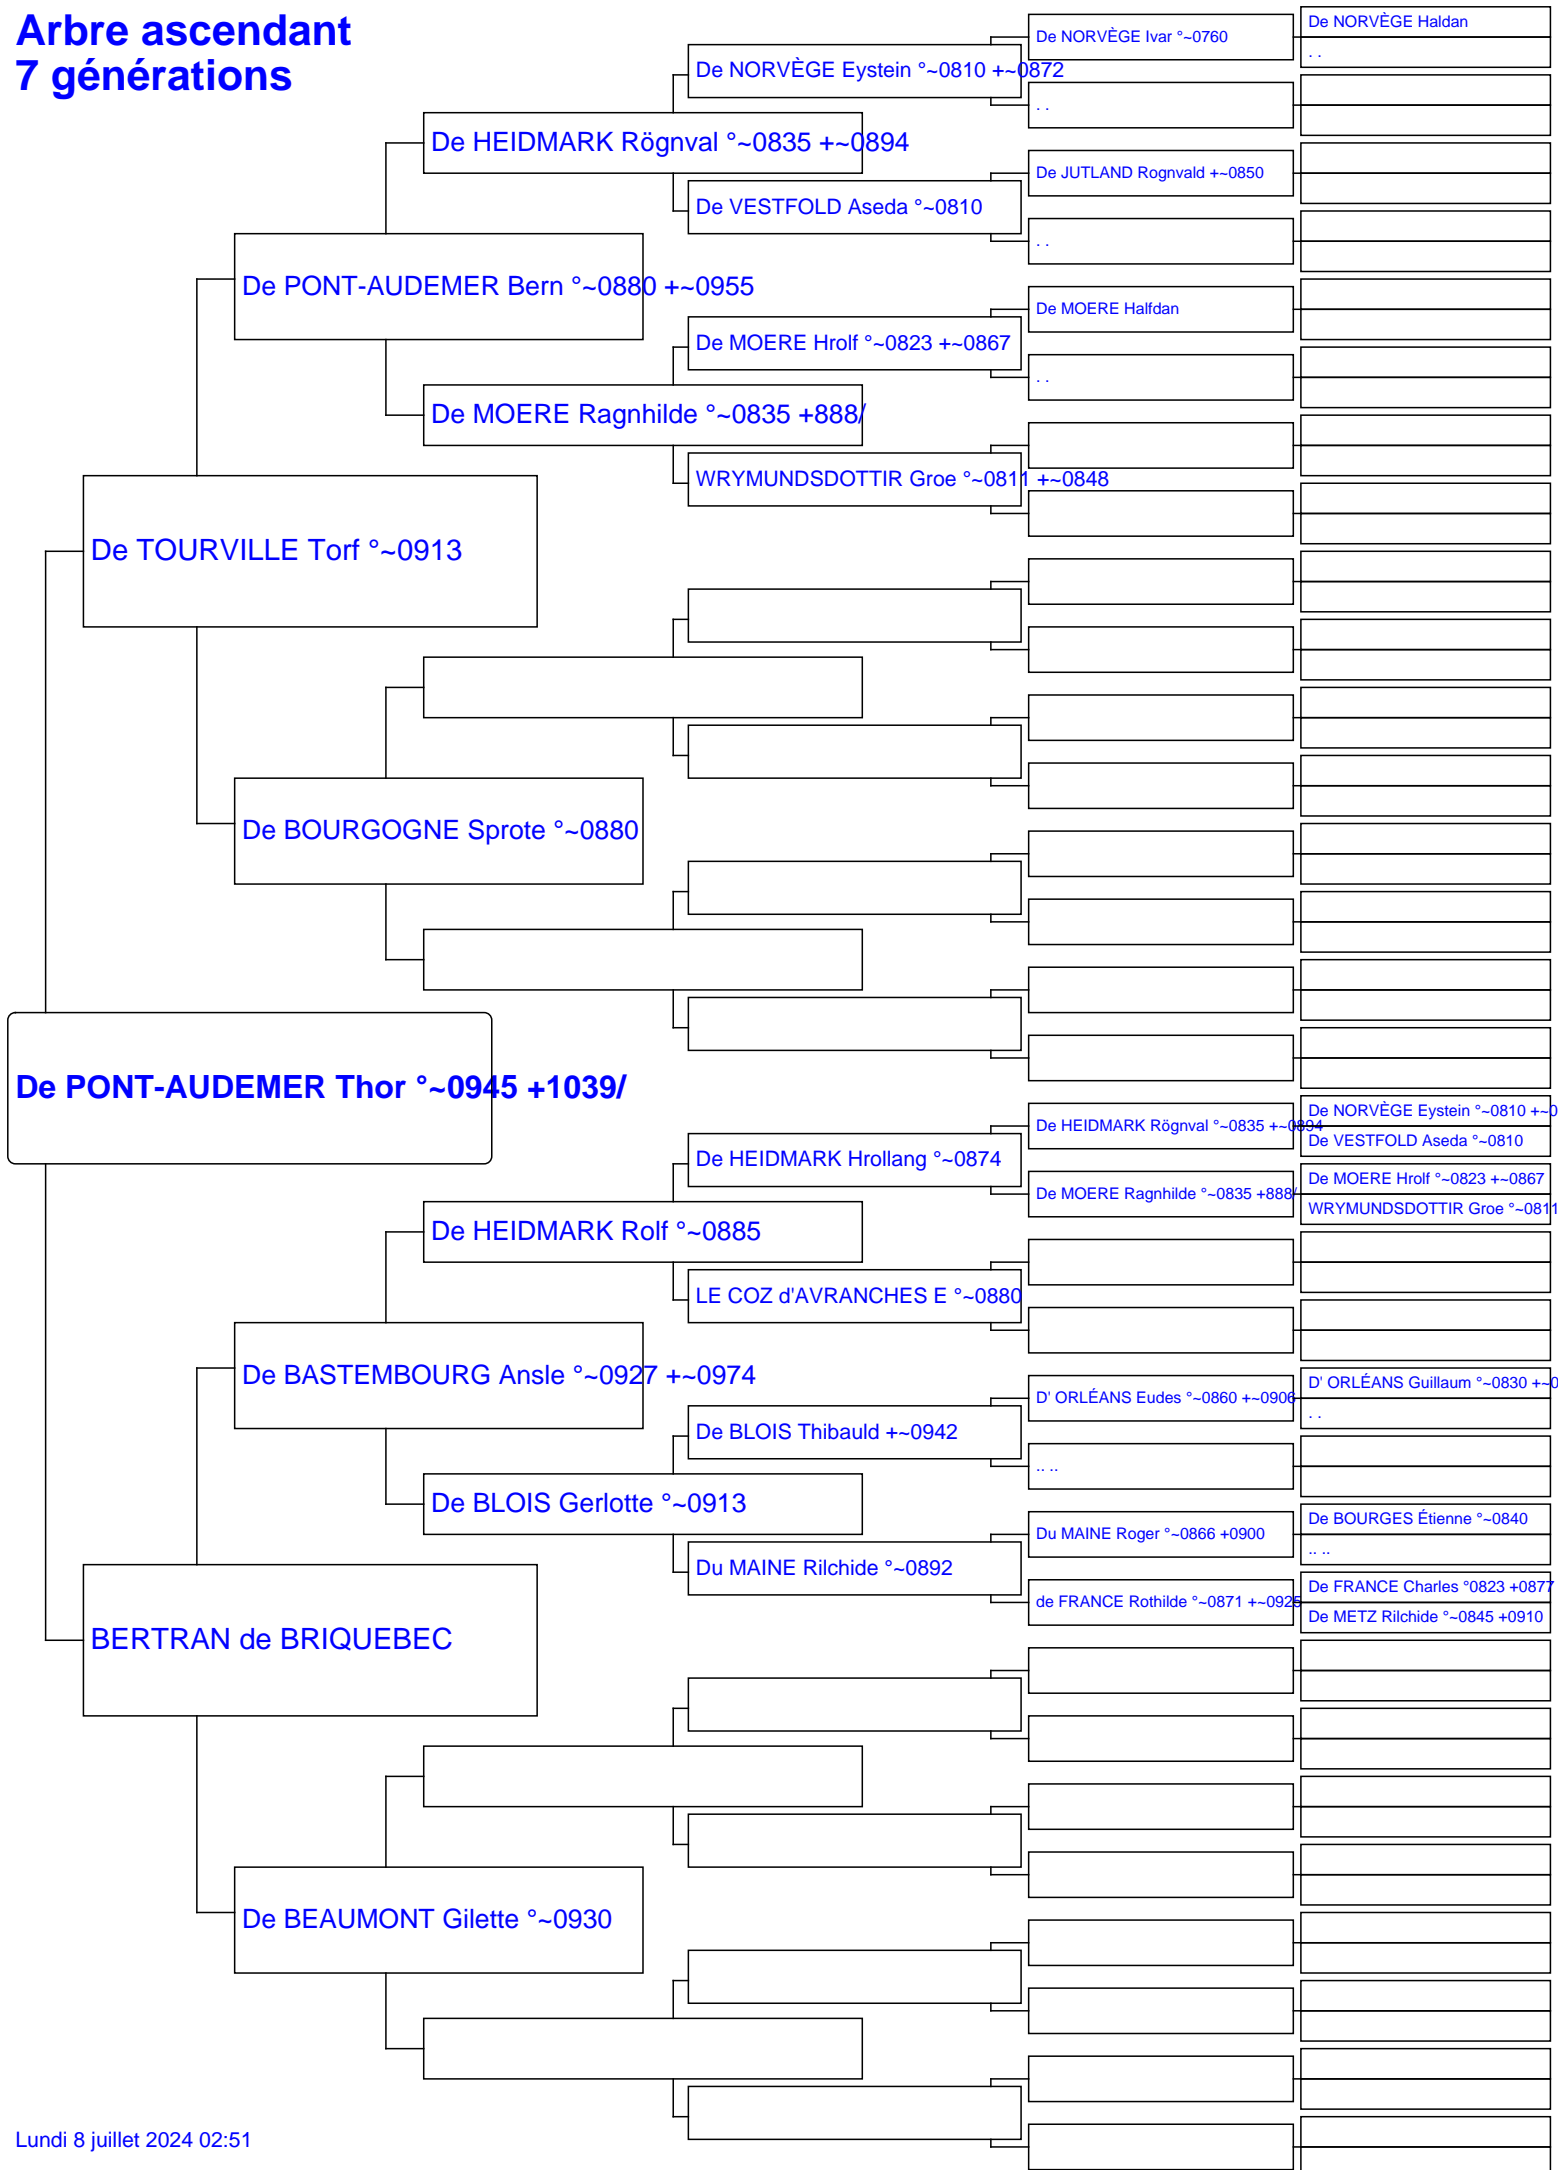 Arbre ascendant
7 générations
De NORVÈGE Haldan
De NORVÈGE Ivar °~0760
. .
De NORVÈGE Eystein °~0810 +~0872
. .
De HEIDMARK Rögnval °~0835 +~0894
De JUTLAND Rognvald +~0850
De VESTFOLD Aseda °~0810
. .
De PONT-AUDEMER Bern °~0880 +~0955
De MOERE Halfdan
De MOERE Hrolf °~0823 +~0867
. .
De MOERE Ragnhilde °~0835 +888/
WRYMUNDSDOTTIR Groe °~0811 +~0848
De TOURVILLE Torf °~0913
De BOURGOGNE Sprote °~0880
De PONT-AUDEMER Thor °~0945 +1039/
De NORVÈGE Eystein °~0810 +~0
De HEIDMARK Rögnval °~0835 +~0894
De VESTFOLD Aseda °~0810
De HEIDMARK Hrollang °~0874
De MOERE Hrolf °~0823 +~0867
De MOERE Ragnhilde °~0835 +888/
WRYMUNDSDOTTIR Groe °~0811
De HEIDMARK Rolf °~0885
LE COZ d'AVRANCHES E °~0880
De BASTEMBOURG Ansle °~0927 +~0974
D' ORLÉANS Guillaum °~0830 +~0
D' ORLÉANS Eudes °~0860 +~0906
. .
De BLOIS Thibauld +~0942
.. ..
De BLOIS Gerlotte °~0913
De BOURGES Étienne °~0840
Du MAINE Roger °~0866 +0900
.. ..
Du MAINE Rilchide °~0892
De FRANCE Charles °0823 +0877
de FRANCE Rothilde °~0871 +~0925
De METZ Rilchide °~0845 +0910
BERTRAN de BRIQUEBEC
De BEAUMONT Gilette °~0930
Lundi 8 juillet 2024 02:51